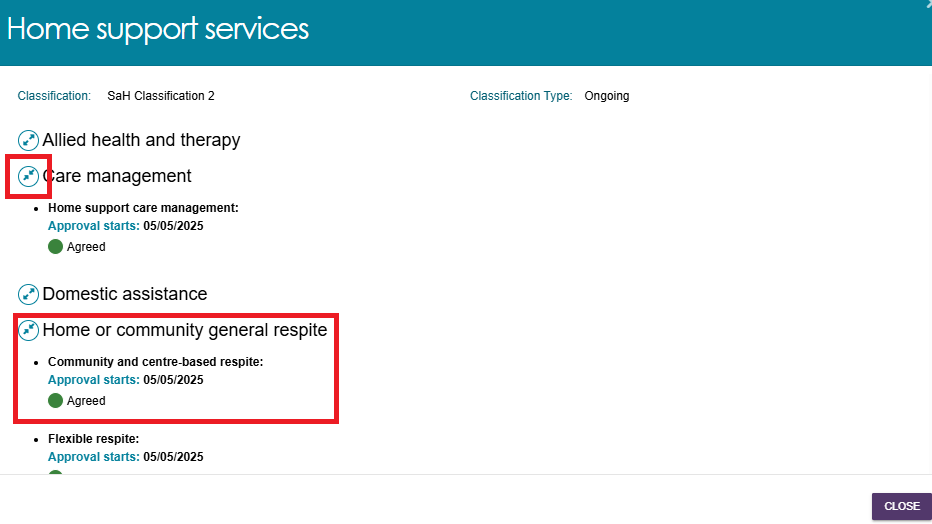 Home support services
Classification: SaH Classification 2 Classification Type: Ongoing
Allied health and therapy
Care management
Home support care management:
Approval starts: 05/05/2025
Agreed
Domestic assistance
Home or community general respite
Community and centre-based respite:
Approval starts: 05/05/2025
Agreed
Flexible respite:
Approval starts: 05/05/2025
CLOSE